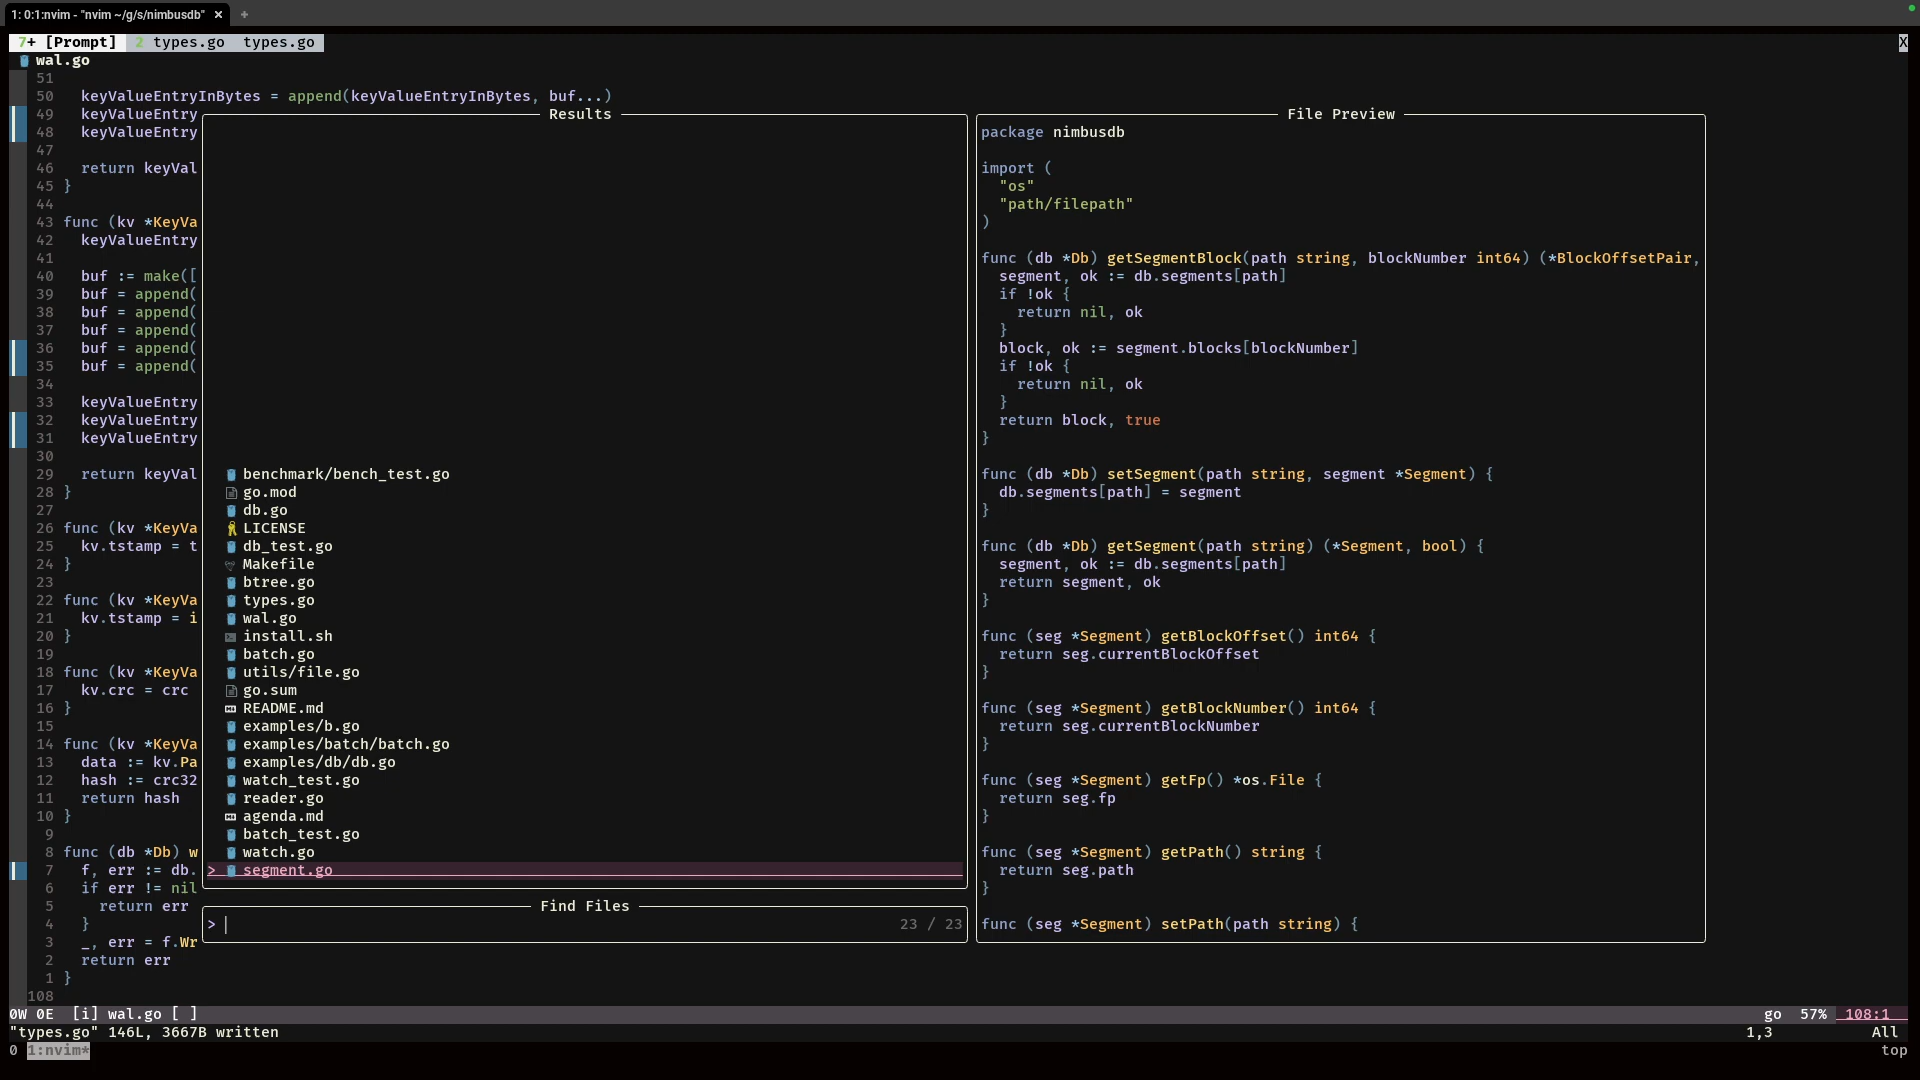 1: 0:1:nvim - "nvim ~/g/s/nimbusdb" × +
7+ [Prompt] 2 types.go types.go X
wal.go
51
50 keyValueEntryInBytes = append(keyValueEntryInBytes, buf...)
49 keyValueEntry
48 keyValueEntry
47
46 return keyVal
45 }
44
43 func (kv *KeyVa
42 keyValueEntry
41
40 buf := make([
39 buf = append(
38 buf = append(
37 buf = append(
36 buf = append(
35 buf = append(
34
33 keyValueEntry
32 keyValueEntry
31 keyValueEntry
30
29 return keyVal
28 }
27
26 func (kv *KeyVa
25 kv.tstamp = t
24 }
23
22 func (kv *KeyVa
21 kv.tstamp = i
20 }
19
18 func (kv *KeyVa
17 kv.crc = crc
16 }
15
14 func (kv *KeyVa
13 data := kv.Pa
12 hash := crc32
11 return hash
10 }
9
8 func (db *Db) w
7 f, err := db.
6 if err != nil
5 return err
4 }
3 _, err = f.Wr
2 return err
1 }
108
Results
benchmark/bench_test.go
go.mod
db.go
LICENSE
db_test.go
Makefile
btree.go
types.go
wal.go
install.sh
batch.go
utils/file.go
go.sum
README.md
examples/b.go
examples/batch/batch.go
examples/db/db.go
watch_test.go
reader.go
agenda.md
batch_test.go
watch.go
> segment.go
Find Files
> 23 / 23
File Preview
package nimbusdb
import (
"os"
"path/filepath"
)
func (db *Db) getSegmentBlock(path string, blockNumber int64) (*BlockOffsetPair,
segment, ok := db.segments[path]
if !ok {
return nil, ok
}
block, ok := segment.blocks[blockNumber]
if !ok {
return nil, ok
}
return block, true
}
func (db *Db) setSegment(path string, segment *Segment) {
db.segments[path] = segment
}
func (db *Db) getSegment(path string) (*Segment, bool) {
segment, ok := db.segments[path]
return segment, ok
}
func (seg *Segment) getBlockOffset() int64 {
return seg.currentBlockOffset
}
func (seg *Segment) getBlockNumber() int64 {
return seg.currentBlockNumber
}
func (seg *Segment) getFp() *os.File {
return seg.fp
}
func (seg *Segment) getPath() string {
return seg.path
}
func (seg *Segment) setPath(path string) {
0W 0E [i] wal.go [ ] go 57% 108:1
"types.go" 146L, 3667B written 1,3 All
0 1:nvim* top